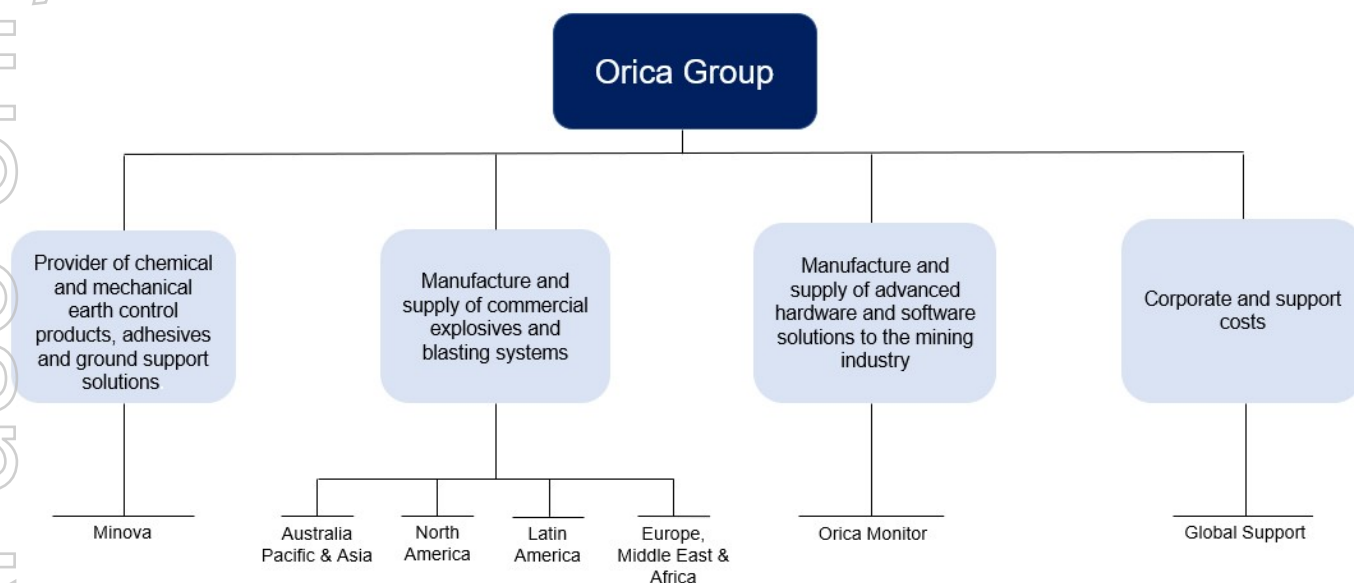 Orica Group
Provider of chemical
and mechanical
earth control
products, adhesives
and ground support
solutions
Manufacture and
supply of commercial
explosives and
blasting systems
Manufacture and
supply of advanced
hardware and software
solutions to the mining
industry
Corporate and support
costs
Minova
Australia
Pacific & Asia
North
America
Latin
America
Europe,
Middle East &
Africa
Orica Monitor
Global Support